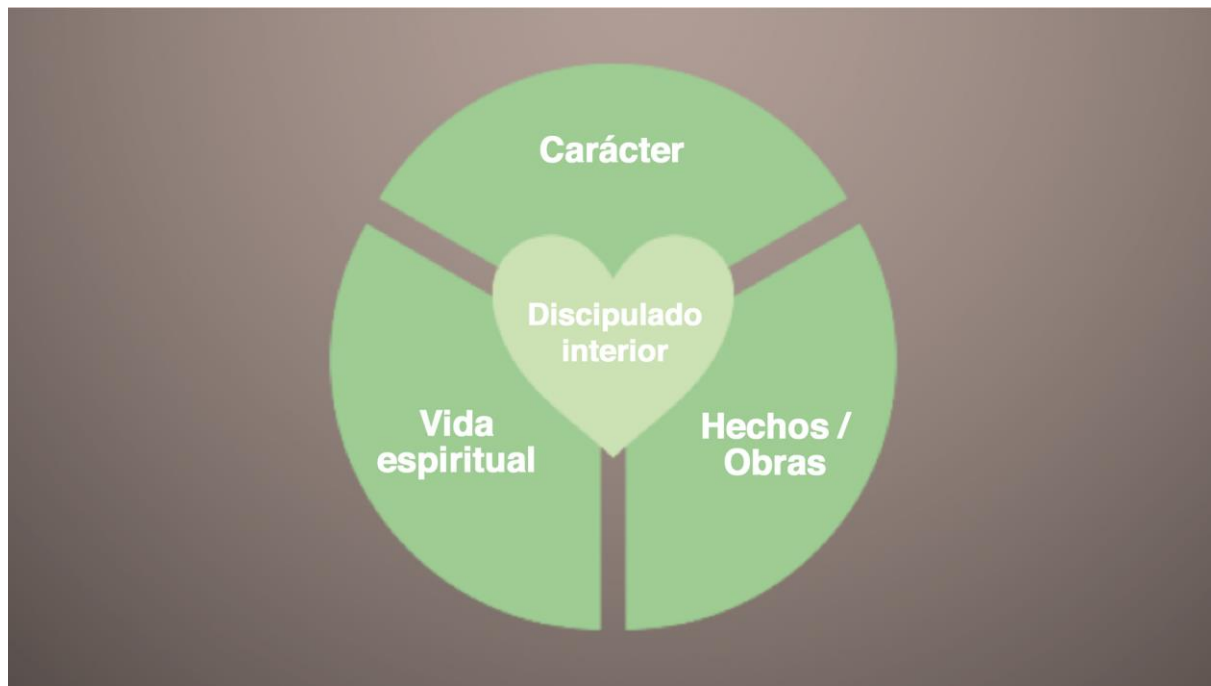 Carácter
Discipulado
interior
Vida
espiritual
Hechos /
Obras